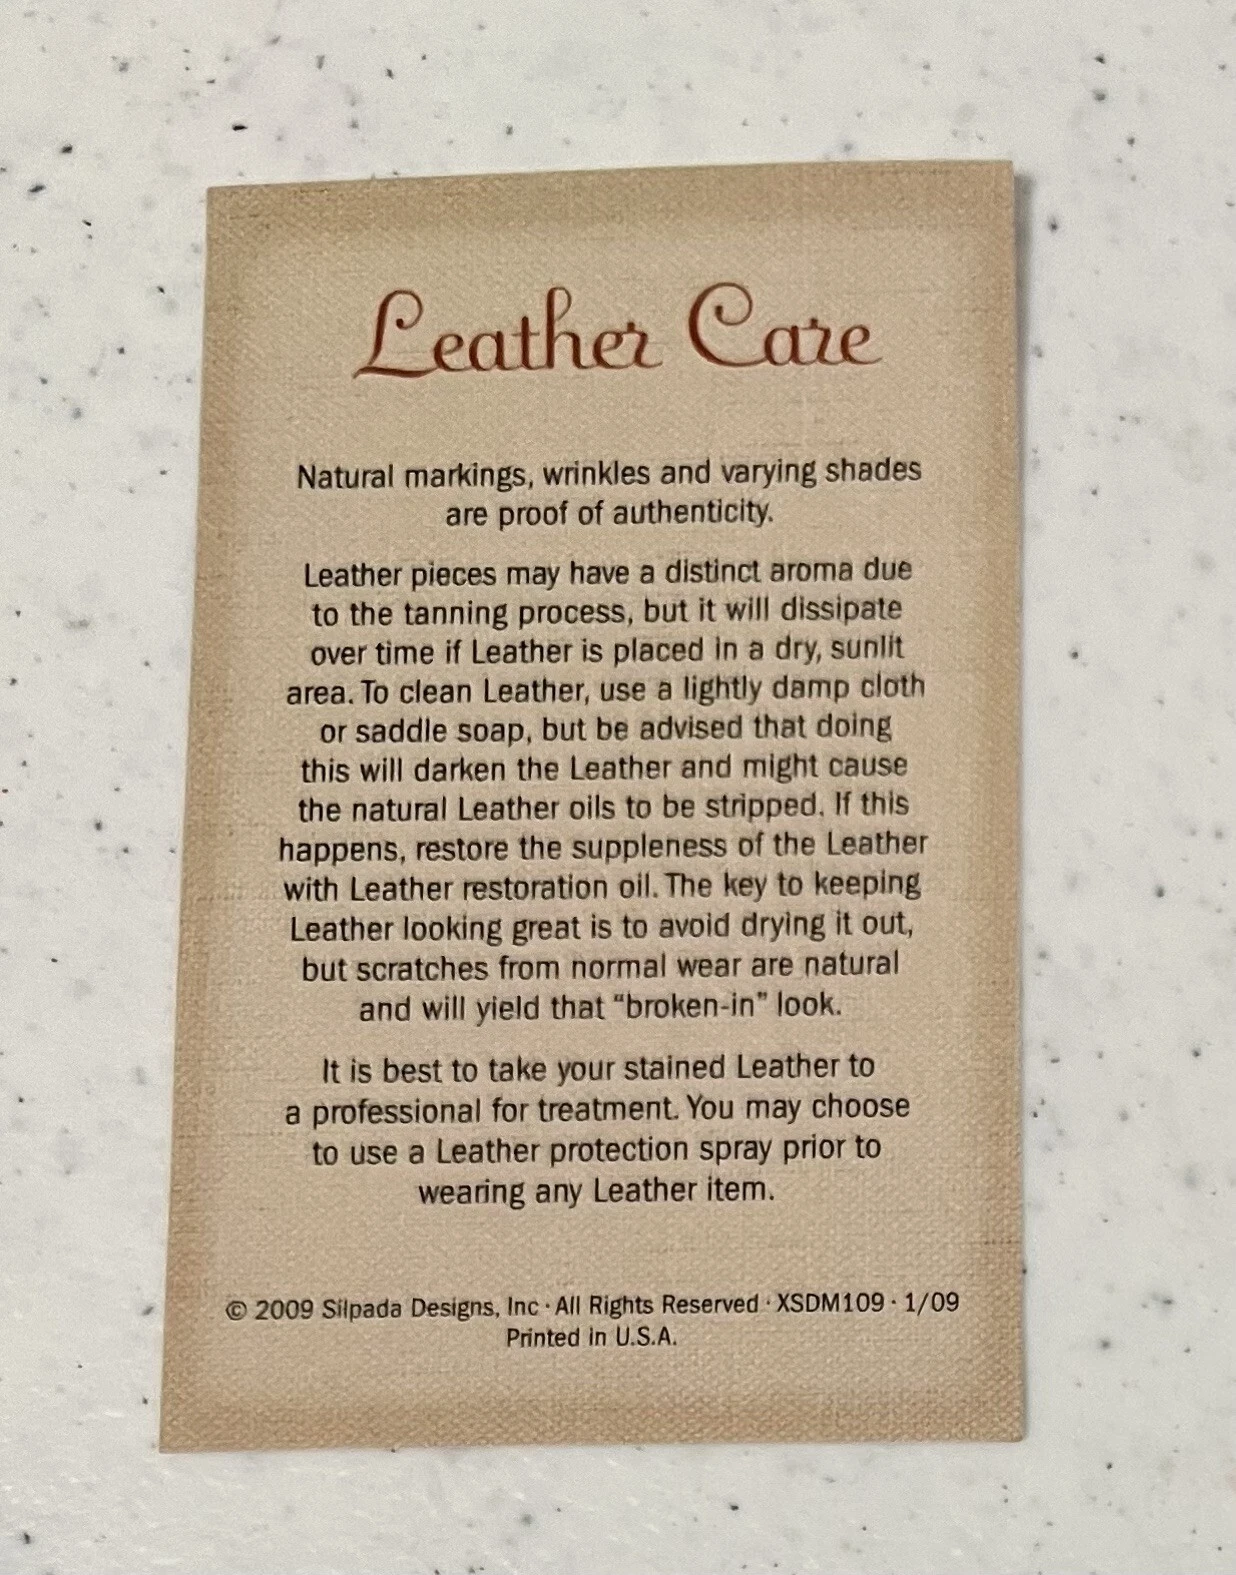 Leather Care
Natural markings, wrinkles and varying shades
are proof of authenticity.
Leather pieces may have a distinct aroma due
to the tanning process, but it will dissipate
over time if Leather is placed in a dry, sunlit
area. To clean Leather, use a lightly damp cloth
or saddle soap, but be advised that doing
this will darken the Leather and might cause
the natural Leather oils to be stripped. If this
happens, restore the suppleness of the Leather
with Leather restoration oil. The key to keeping
Leather looking great is to avoid drying it out,
but scratches from normal wear are natural
and will yield that “broken-in” look.
It is best to take your stained Leather to
a professional for treatment. You may choose
to use a Leather protection spray prior to
wearing any Leather item.
© 2009 Silpada Designs, Inc · All Rights Reserved · XSDM109 · 1/09
Printed in U.S.A.